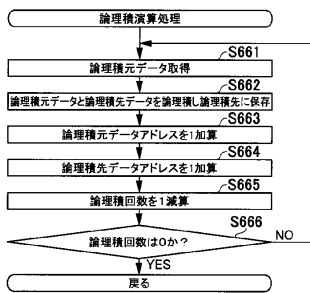 論理積演算処理
S661
論理積元データ取得
S662
論理積元データと論理積先データを論理積し論理積先に保存
S663
論理積元データアドレスを1加算
S664
論理積先データアドレスを1加算
S665
論理積回数を1減算
S666
論理積回数は0か?
NO
YES
戻る